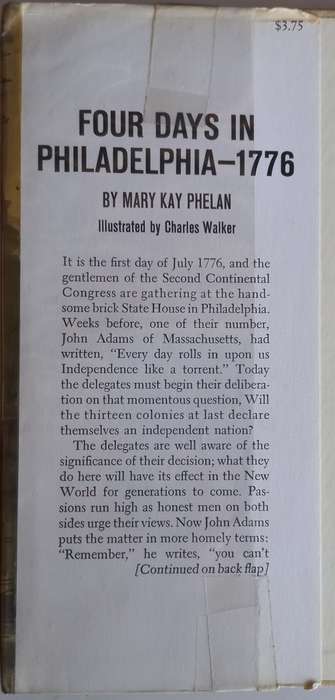 $3.75
FOUR DAYS IN
PHILADELPHIA—1776
BY MARY KAY PHELAN
Illustrated by Charles Walker
It is the first day of July 1776, and the
gentlemen of the Second Continental
Congress are gathering at the hand-
some brick State House in Philadelphia.
Weeks before, one of their number,
John Adams of Massachusetts, had
written, “Every day rolls in upon us
Independence like a torrent.” Today
the delegates must begin their delibera-
tion on that momentous question, Will
the thirteen colonies at last declare
themselves an independent nation?
The delegates are well aware of the
significance of their decision; what they
do here will have its effect in the New
World for generations to come. Pas-
sions run high as honest men on both
sides urge their views. Now John Adams
puts the matter in more homely terms:
“Remember,” he writes, “you can't
[Continued on back flap]